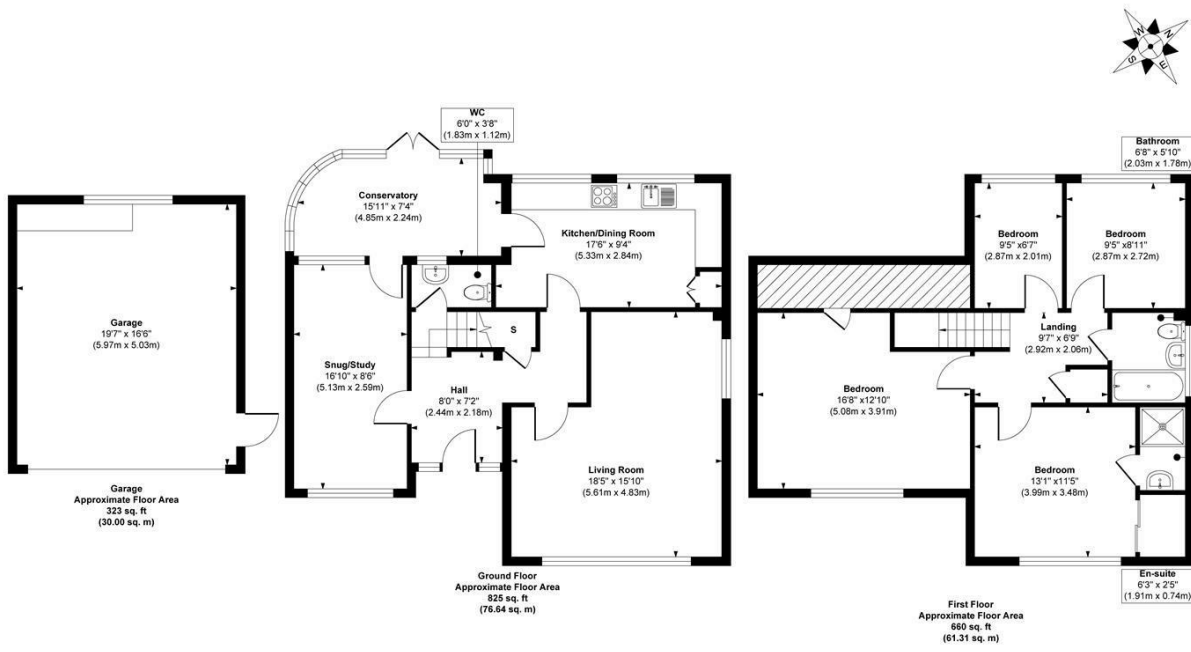 W
N
S
E
WC
6'0" x 3'8"
(1.83m x 1.12m)
Bathroom
6'8" x 5'10"
(2.03m x 1.78m)
Conservatory
15'11" x 7'4"
(4.85m x 2.24m)
Kitchen/Dining Room
17'6" x 9'4"
(5.33m x 2.84m)
Bedroom
9'5" x6'7"
(2.87m x 2.01m)
Bedroom
9'5" x8'11"
(2.87m x 2.72m)
Garage
19'7" x 16'6"
(5.97m x 5.03m)
Snug/Study
16'10" x 8'6"
(5.13m x 2.59m)
S
Hall
8'0" x 7'2"
(2.44m x 2.18m)
Landing
9'7" x 6'9"
(2.92m x 2.06m)
Bedroom
16'8" x12'10"
(5.08m x 3.91m)
Living Room
18'5" x 15'10"
(5.61m x 4.83m)
Bedroom
13'1" x11'5"
(3.99m x 3.48m)
Garage
Approximate Floor Area
323 sq. ft
(30.00 sq. m)
Ground Floor
Approximate Floor Area
825 sq. ft
(76.64 sq. m)
En-suite
6'3" x 2'5"
(1.91m x 0.74m)
First Floor
Approximate Floor Area
660 sq. ft
(61.31 sq. m)